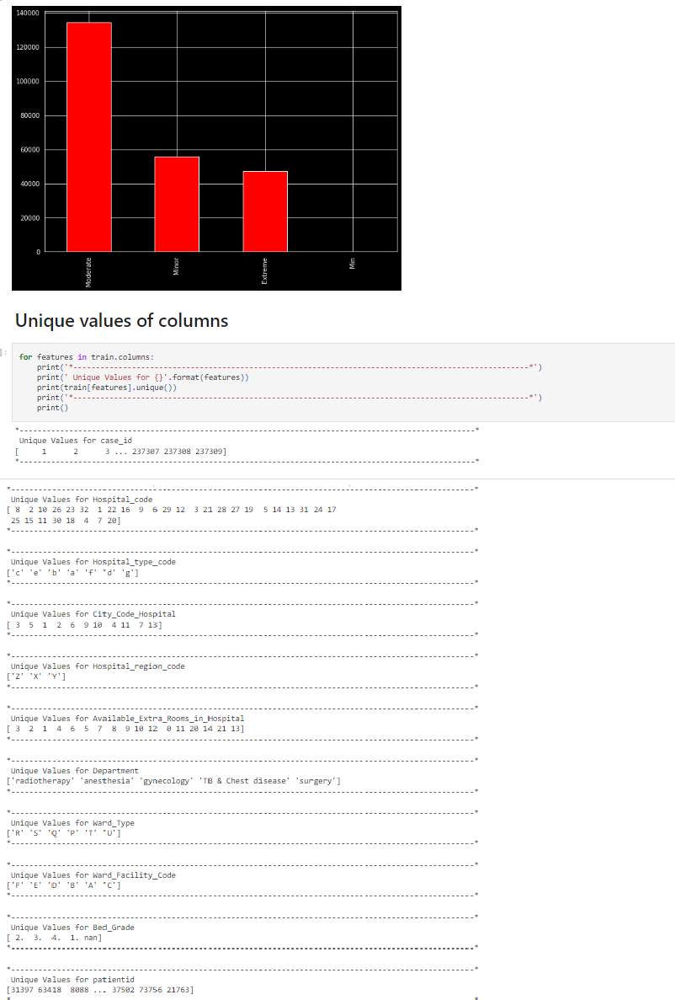 140000
120000
100000
80000
60000
40000
20000
0
Moderate
Minor
Extreme
Min
Unique values of columns
]:
for features in train.columns:
    print('*-----------------------------------------------------------------------------------------------*')
    print(' Unique Values for {}'.format(features))
    print(train[features].unique())
    print('*-----------------------------------------------------------------------------------------------*')
    print()
*-----------------------------------------------------------------------------------------------*
 Unique Values for case_id
[     1      2      3 ... 237307 237308 237309]
*-----------------------------------------------------------------------------------------------*
*-----------------------------------------------------------------------------------------------*
 Unique Values for Hospital_code
[ 8  2 10 26 23 32  1 22 16  9  6 29 12  3 21 28 27 19  5 14 13 31 24 17
 25 15 11 30 18  4  7 20]
*-----------------------------------------------------------------------------------------------*
*-----------------------------------------------------------------------------------------------*
 Unique Values for Hospital_type_code
['c' 'e' 'b' 'a' 'f' 'd' 'g']
*-----------------------------------------------------------------------------------------------*
*-----------------------------------------------------------------------------------------------*
 Unique Values for City_Code_Hospital
[ 3  5  1  2  6  9 10  4 11  7 13]
*-----------------------------------------------------------------------------------------------*
*-----------------------------------------------------------------------------------------------*
 Unique Values for Hospital_region_code
['Z' 'X' 'Y']
*-----------------------------------------------------------------------------------------------*
*-----------------------------------------------------------------------------------------------*
 Unique Values for Available_Extra_Rooms_in_Hospital
[ 3  2  1  4  6  5  7  8  9 10 12  0 11 20 14 21 13]
*-----------------------------------------------------------------------------------------------*
*-----------------------------------------------------------------------------------------------*
 Unique Values for Department
['radiotherapy' 'anesthesia' 'gynecology' 'TB & Chest disease' 'surgery']
*-----------------------------------------------------------------------------------------------*
*-----------------------------------------------------------------------------------------------*
 Unique Values for Ward_Type
['R' 'S' 'Q' 'P' 'T' 'U']
*-----------------------------------------------------------------------------------------------*
*-----------------------------------------------------------------------------------------------*
 Unique Values for Ward_Facility_Code
['F' 'E' 'D' 'B' 'A' 'C']
*-----------------------------------------------------------------------------------------------*
*-----------------------------------------------------------------------------------------------*
 Unique Values for Bed_Grade
[ 2.  3.  4.  1. nan]
*-----------------------------------------------------------------------------------------------*
*-----------------------------------------------------------------------------------------------*
 Unique Values for patientid
[31397 63418  8088 ... 37502 73756 21763]